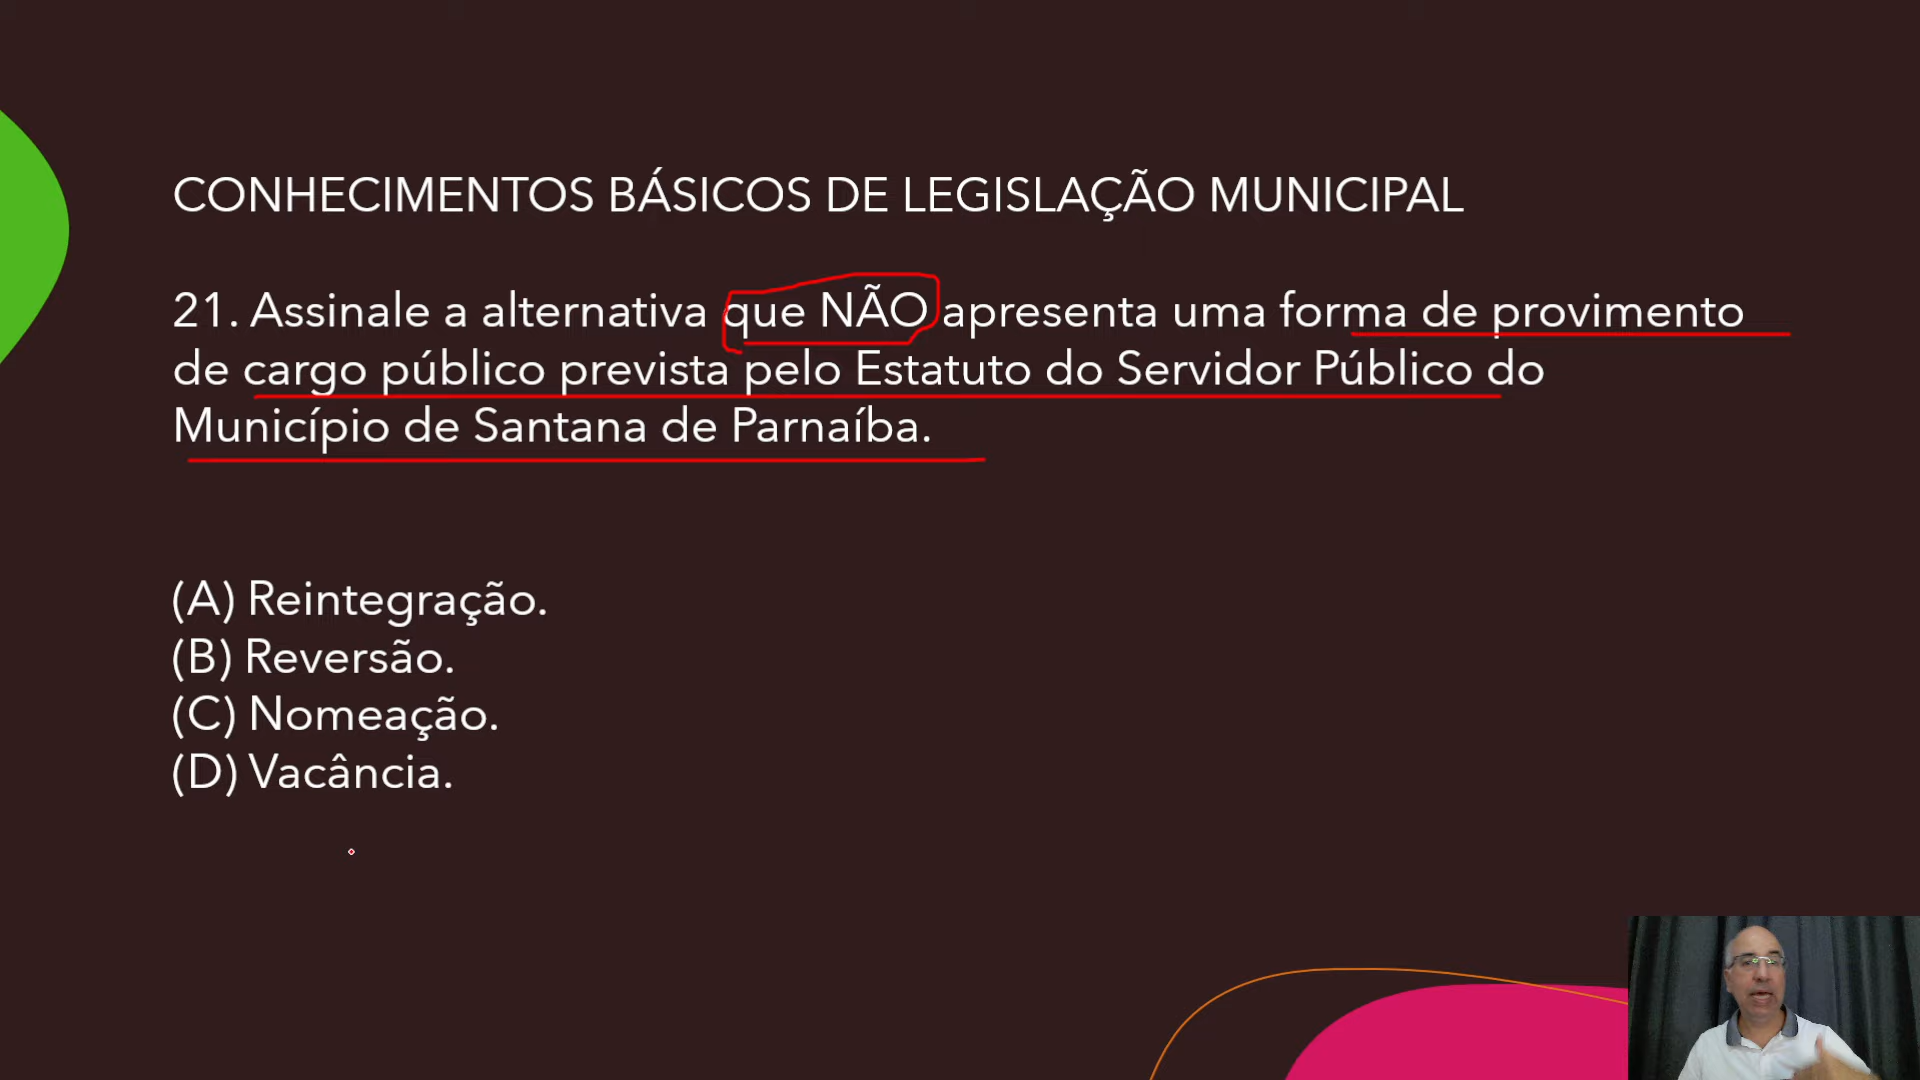 CONHECIMENTOS BÁSICOS DE LEGISLAÇÃO MUNICIPAL
21. Assinale a alternativa que NÃO apresenta uma forma de provimento
de cargo público prevista pelo Estatuto do Servidor Público do
Município de Santana de Parnaíba.
(A) Reintegração.
(B) Reversão.
(C) Nomeação.
(D) Vacância.